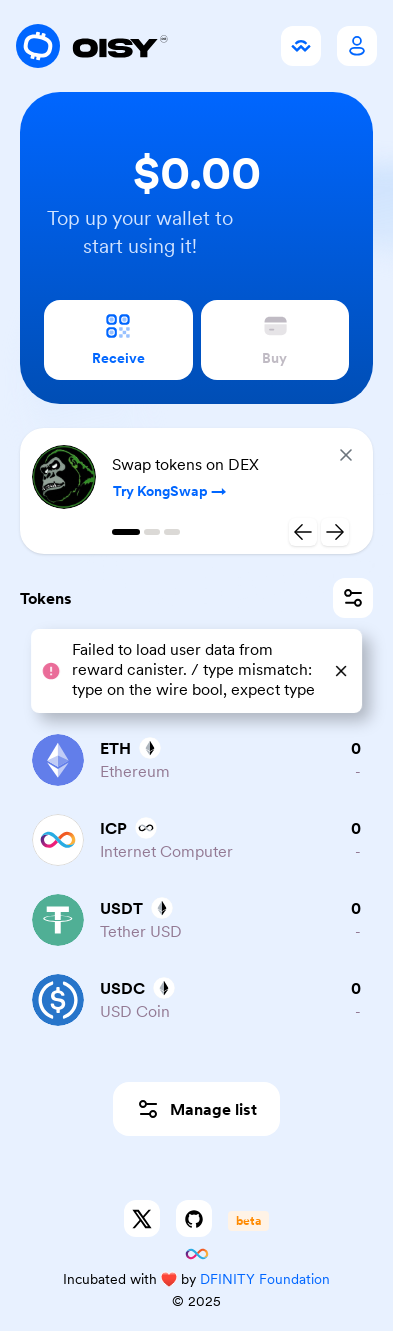 OISY
$0.00
Top up your wallet to
start using it!
Receive
Buy
Swap tokens on DEX
Try KongSwap →
Tokens
Failed to load user data from
reward canister. / type mismatch:
type on the wire bool, expect type
ETH
0
Ethereum
-
ICP
0
Internet Computer
-
USDT
0
Tether USD
-
USDC
0
USD Coin
-
Manage list
beta
Incubated with ❤️ by DFINITY Foundation
© 2025